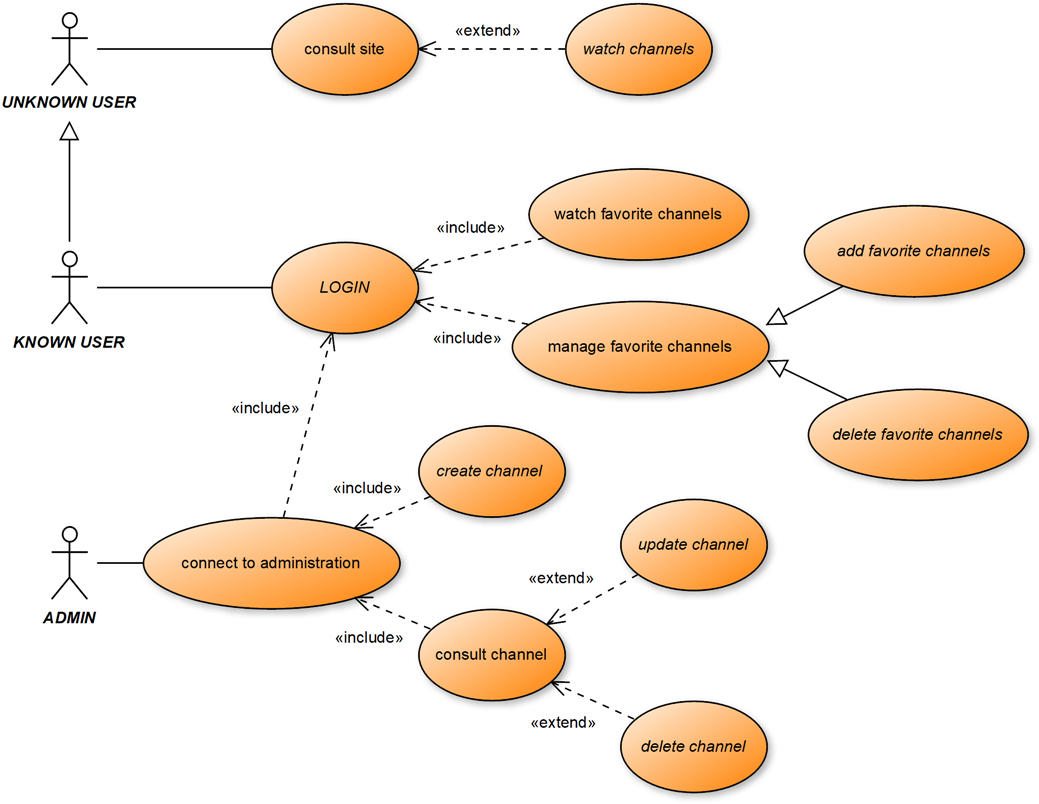 «extend»
consult site
watch channels
UNKNOWN USER
watch favorite channels
«include»
add favorite channels
LOGIN
KNOWN USER
«include»
manage favorite channels
«include»
delete favorite channels
create channel
«include»
update channel
connect to administration
«extend»
ADMIN
«include»
consult channel
«extend»
delete channel